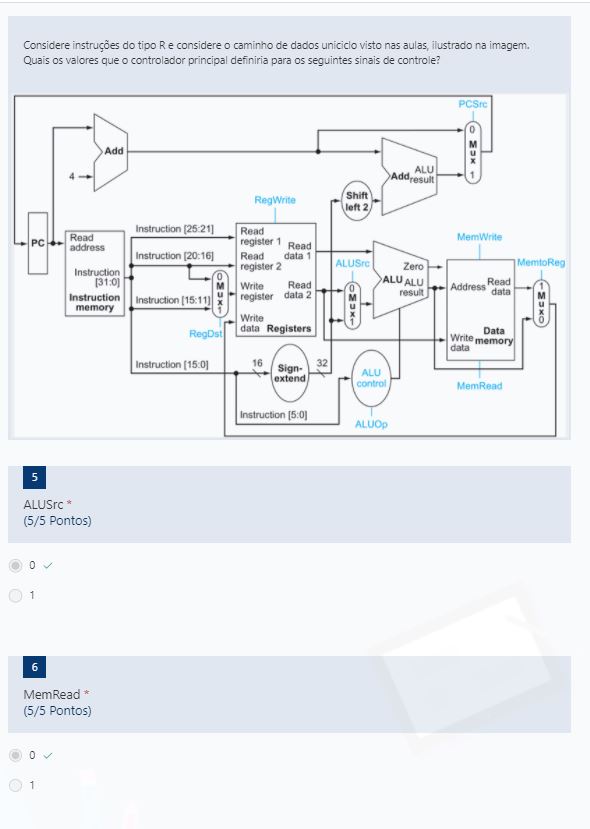 Considere instruções do tipo R e considere o caminho de dados uniciclo visto nas aulas, ilustrado na imagem.
Quais os valores que o controlador principal definiria para os seguintes sinais de controle?
PCSrc
0
M
u
x
1
Add
4
Add ALU
result
Shift
left 2
RegWrite
PC
Read
address
Instruction
[31:0]
Instruction
memory
Instruction [25:21]
Instruction [20:16]
Instruction [15:11]
0
M
u
x
1
RegDst
Read
register 1
Read
data 1
Read
register 2
Write
register
Read
data 2
Write
data Registers
ALUSrc
0
M
u
x
1
Zero
ALU ALU
result
MemWrite
Address
Read
data
Write
data
Data
memory
MemRead
MemtoReg
1
M
u
x
0
Instruction [15:0]
16
Sign-
extend
32
ALU
control
ALUOp
Instruction [5:0]
5
ALUSrc *
(5/5 Pontos)
0
1
6
MemRead *
(5/5 Pontos)
0
1